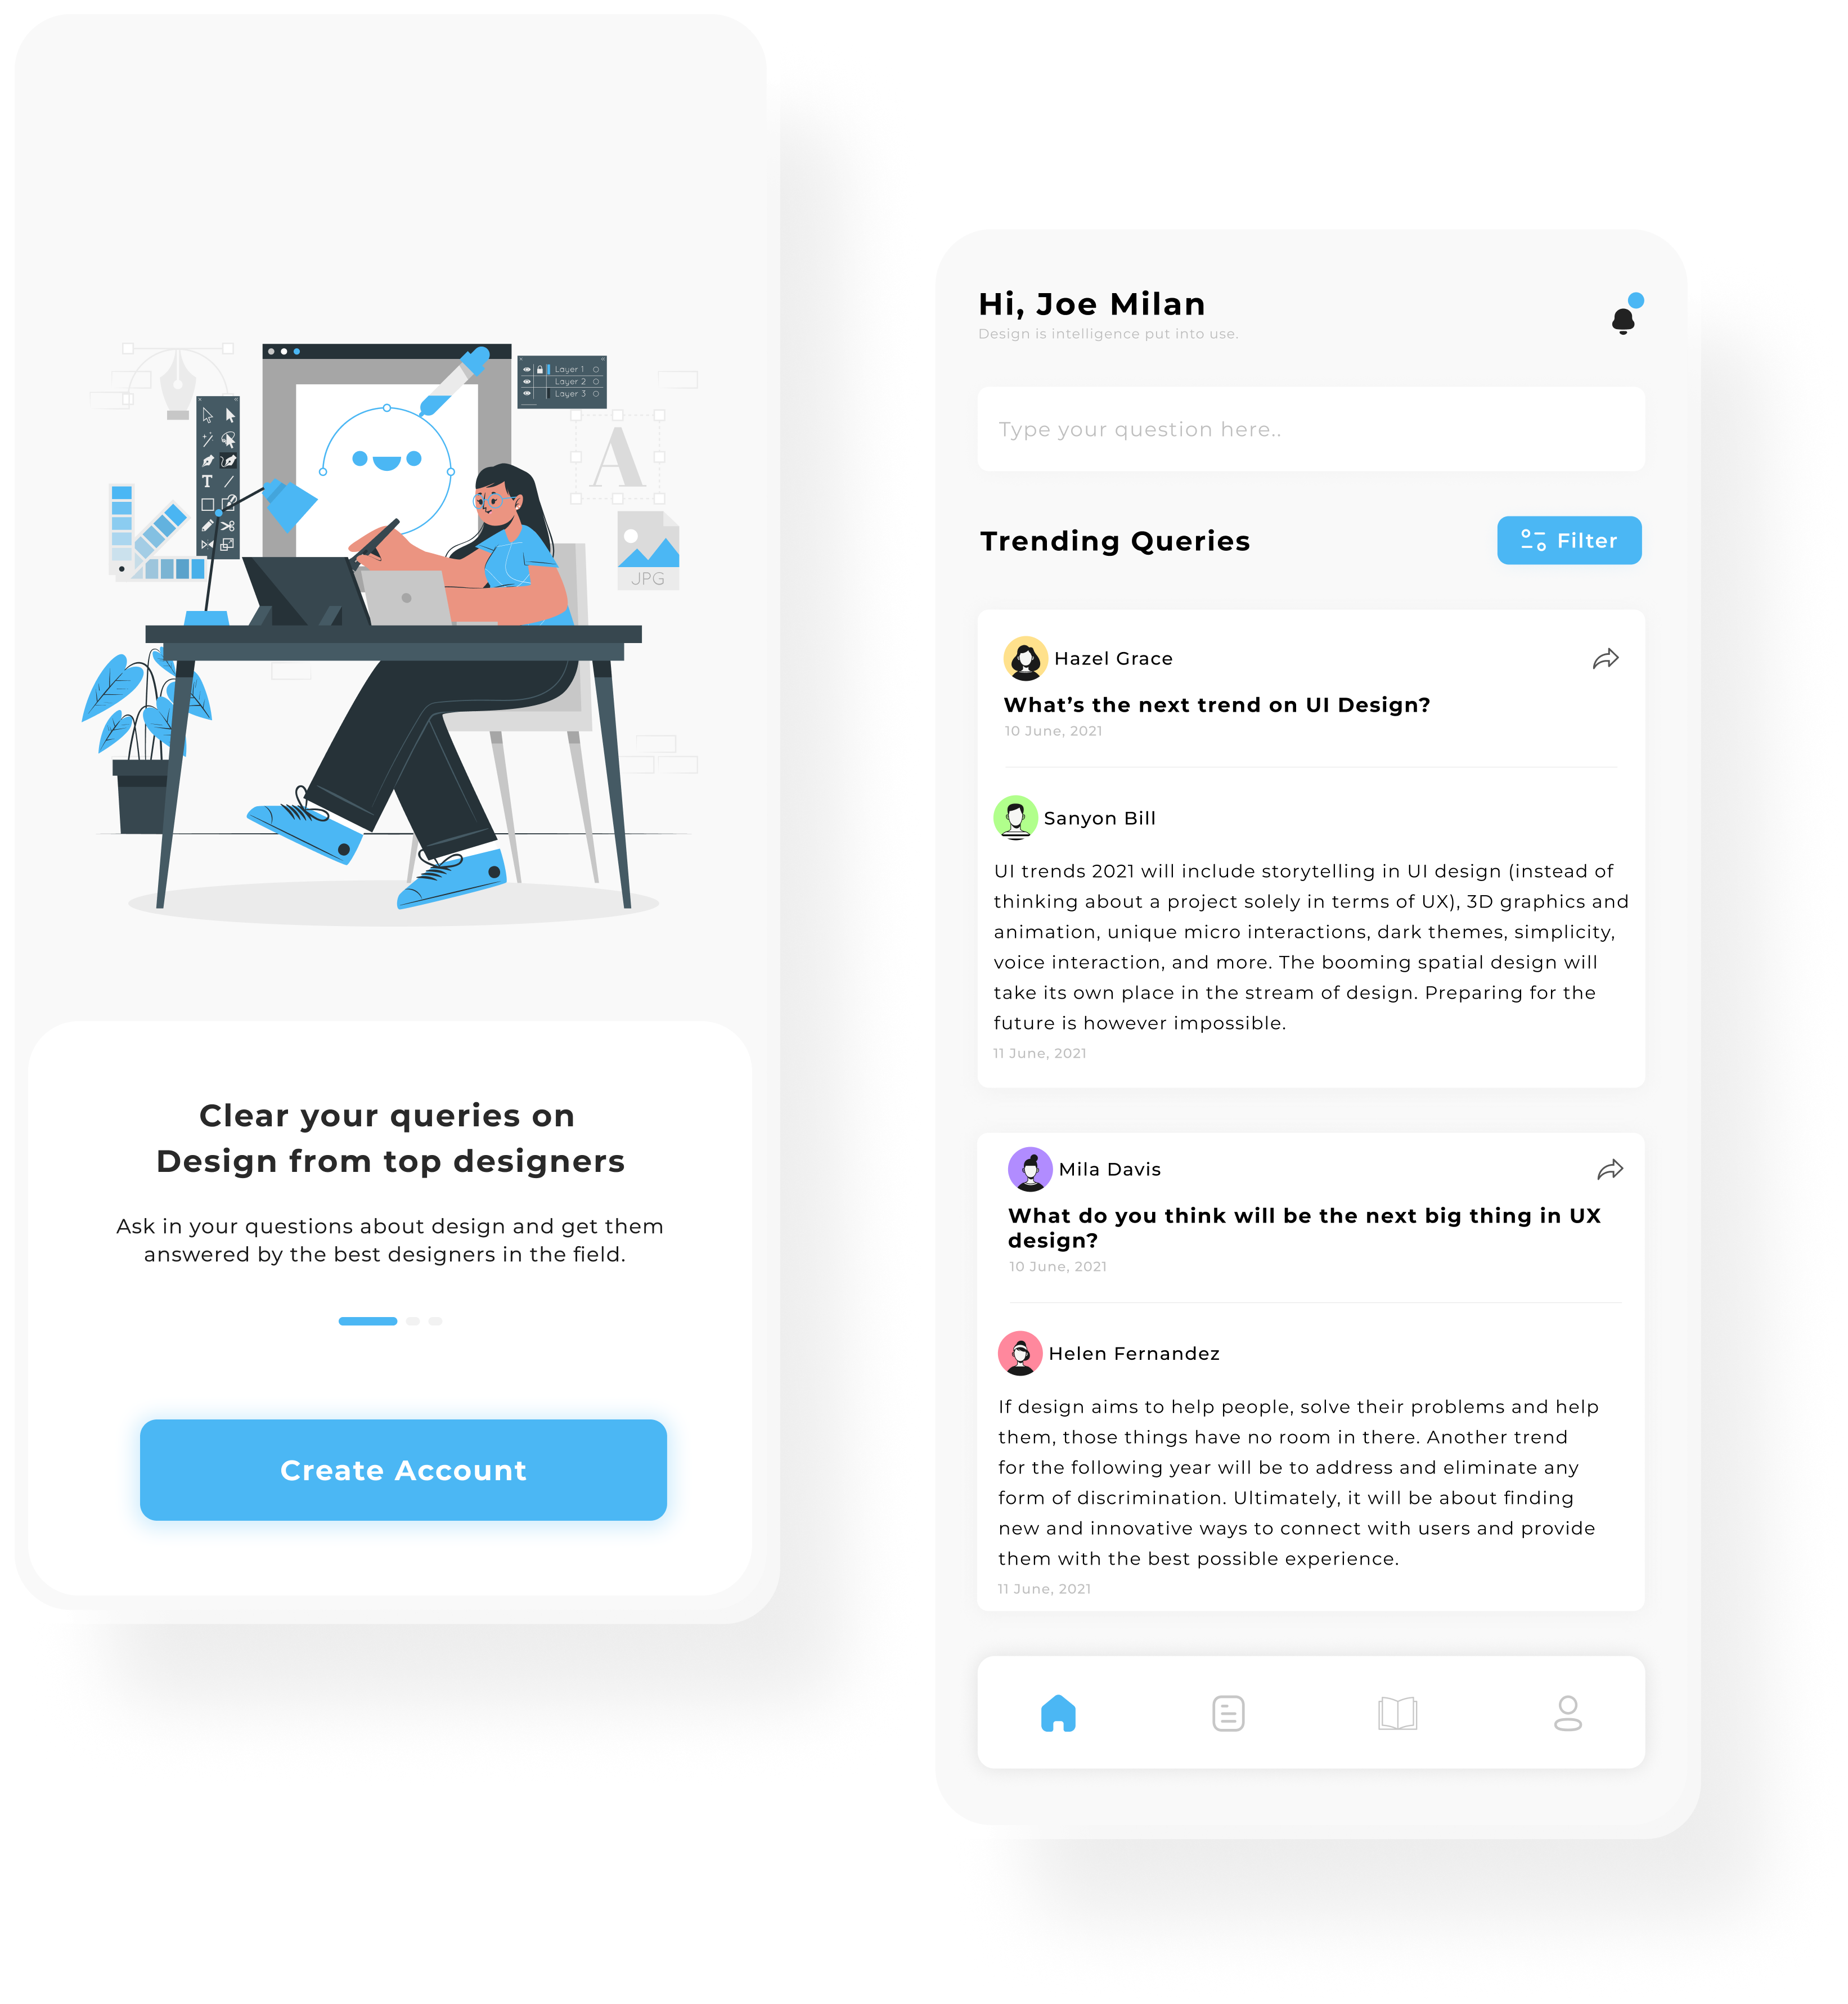 Layer 1
Layer 2
Layer 3
T
A
JPG
Clear your queries on
Design from top designers
Ask in your questions about design and get them
answered by the best designers in the field.
Create Account
Hi, Joe Milan
Design is intelligence put into use.
Type your question here..
Trending Queries
Filter
Hazel Grace
What’s the next trend on UI Design?
10 June, 2021
Sanyon Bill
UI trends 2021 will include storytelling in UI design (instead of
thinking about a project solely in terms of UX), 3D graphics and
animation, unique micro interactions, dark themes, simplicity,
voice interaction, and more. The booming spatial design will
take its own place in the stream of design. Preparing for the
future is however impossible.
11 June, 2021
Mila Davis
What do you think will be the next big thing in UX
design?
10 June, 2021
Helen Fernandez
If design aims to help people, solve their problems and help
them, those things have no room in there. Another trend
for the following year will be to address and eliminate any
form of discrimination. Ultimately, it will be about finding
new and innovative ways to connect with users and provide
them with the best possible experience.
11 June, 2021